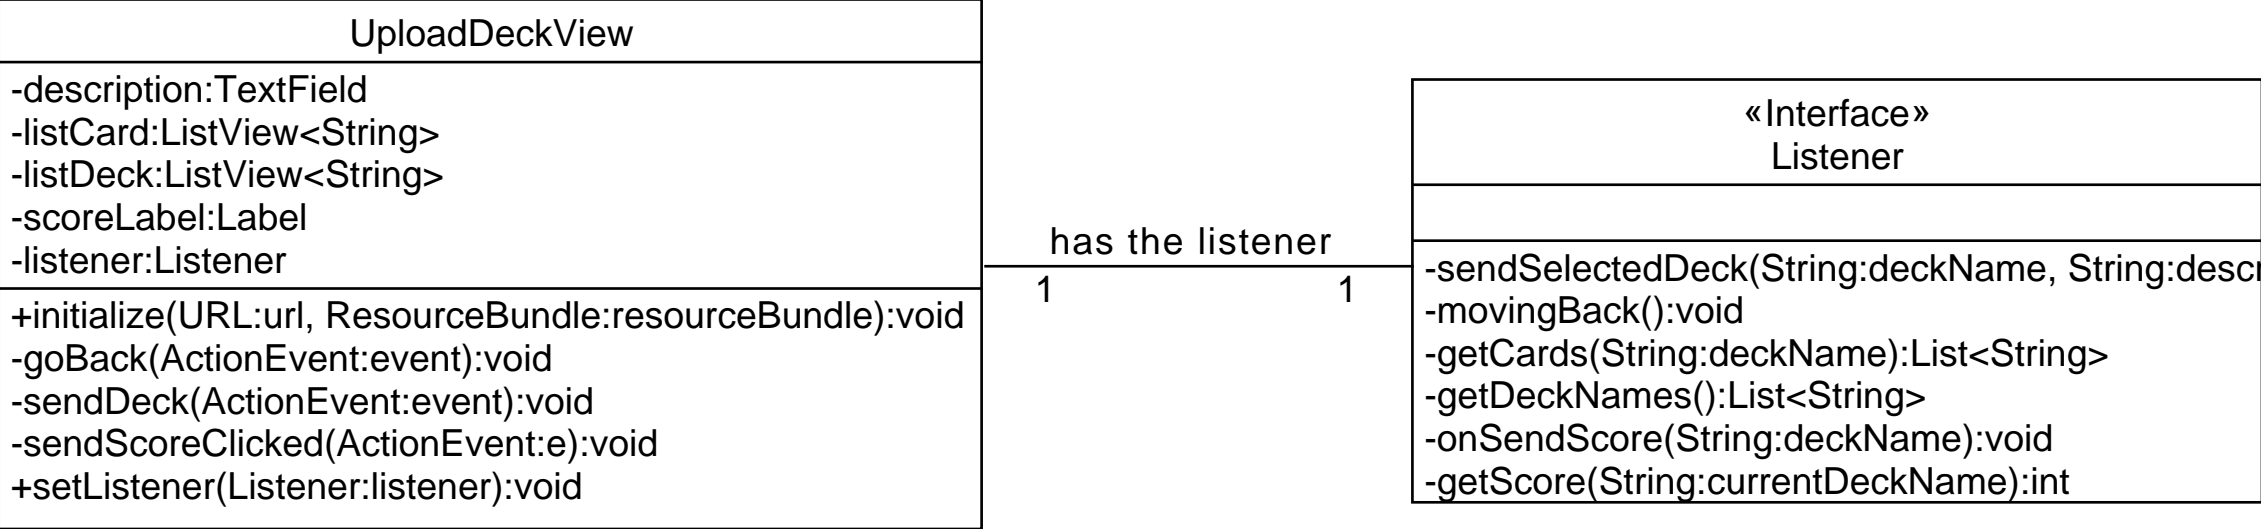 UploadDeckView
-description:TextField
-listCard:ListView<String>
-listDeck:ListView<String>
-scoreLabel:Label
-listener:Listener
+initialize(URL:url, ResourceBundle:resourceBundle):void
-goBack(ActionEvent:event):void
-sendDeck(ActionEvent:event):void
-sendScoreClicked(ActionEvent:e):void
+setListener(Listener:listener):void
has the listener
1 1
«Interface»
Listener
-sendSelectedDeck(String:deckName, String:descr
-movingBack():void
-getCards(String:deckName):List<String>
-getDeckNames():List<String>
-onSendScore(String:deckName):void
-getScore(String:currentDeckName):int